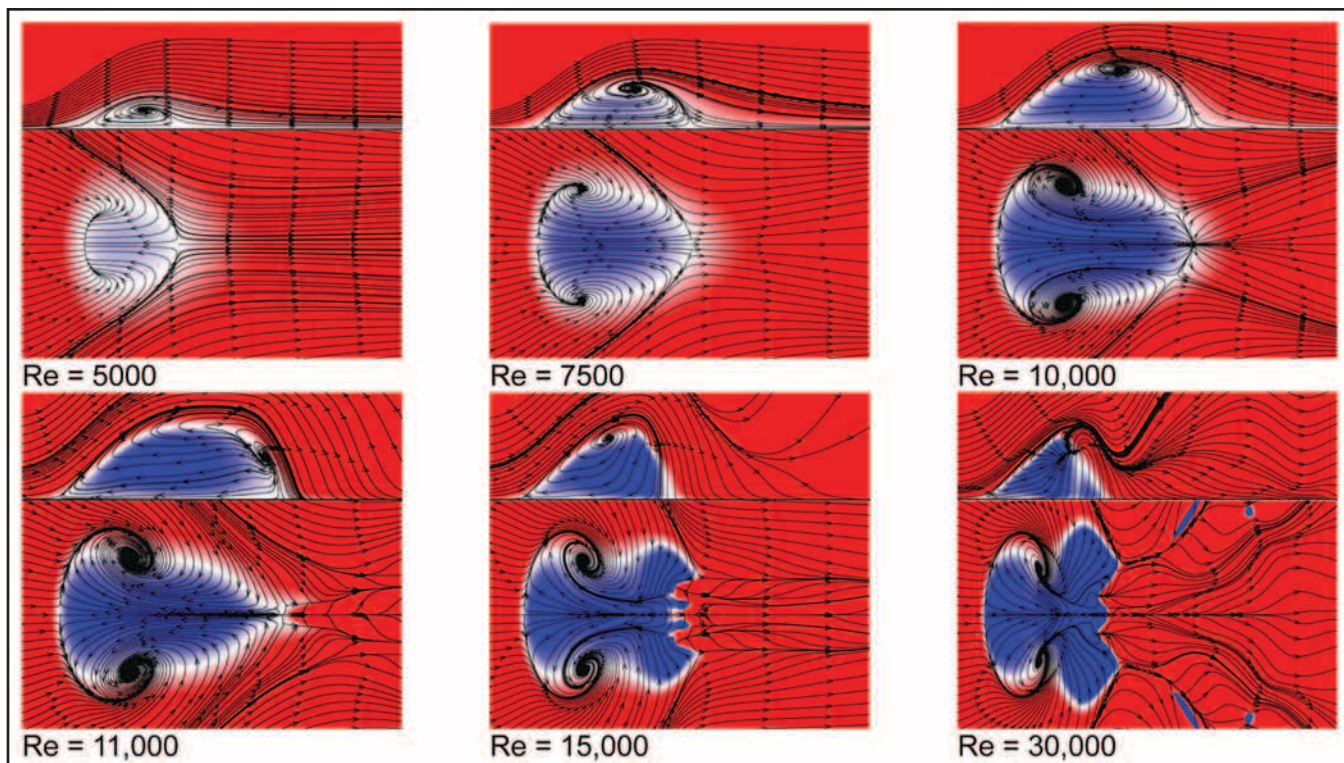 Re = 5000
Re = 7500
Re = 10,000
Re = 11,000
Re = 15,000
Re = 30,000